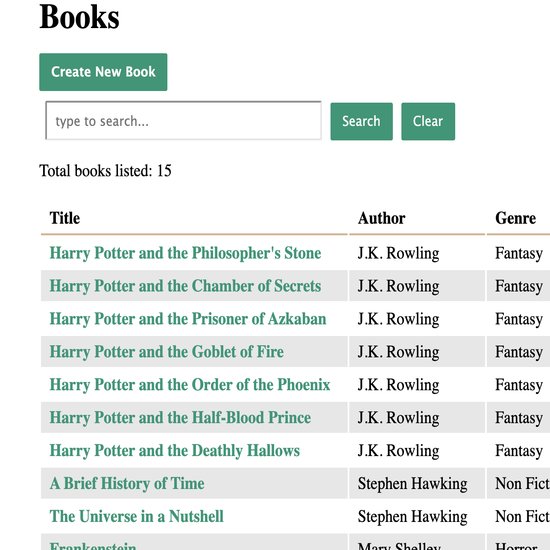 Books
Create New Book
type to search...
Search
Clear
Total books listed: 15
Title Author Genre
Harry Potter and the Philosopher's Stone J.K. Rowling Fantasy
Harry Potter and the Chamber of Secrets J.K. Rowling Fantasy
Harry Potter and the Prisoner of Azkaban J.K. Rowling Fantasy
Harry Potter and the Goblet of Fire J.K. Rowling Fantasy
Harry Potter and the Order of the Phoenix J.K. Rowling Fantasy
Harry Potter and the Half-Blood Prince J.K. Rowling Fantasy
Harry Potter and the Deathly Hallows J.K. Rowling Fantasy
A Brief History of Time Stephen Hawking Non Fict
The Universe in a Nutshell Stephen Hawking Non Fict
Frankenstein Mary Shelley Horror